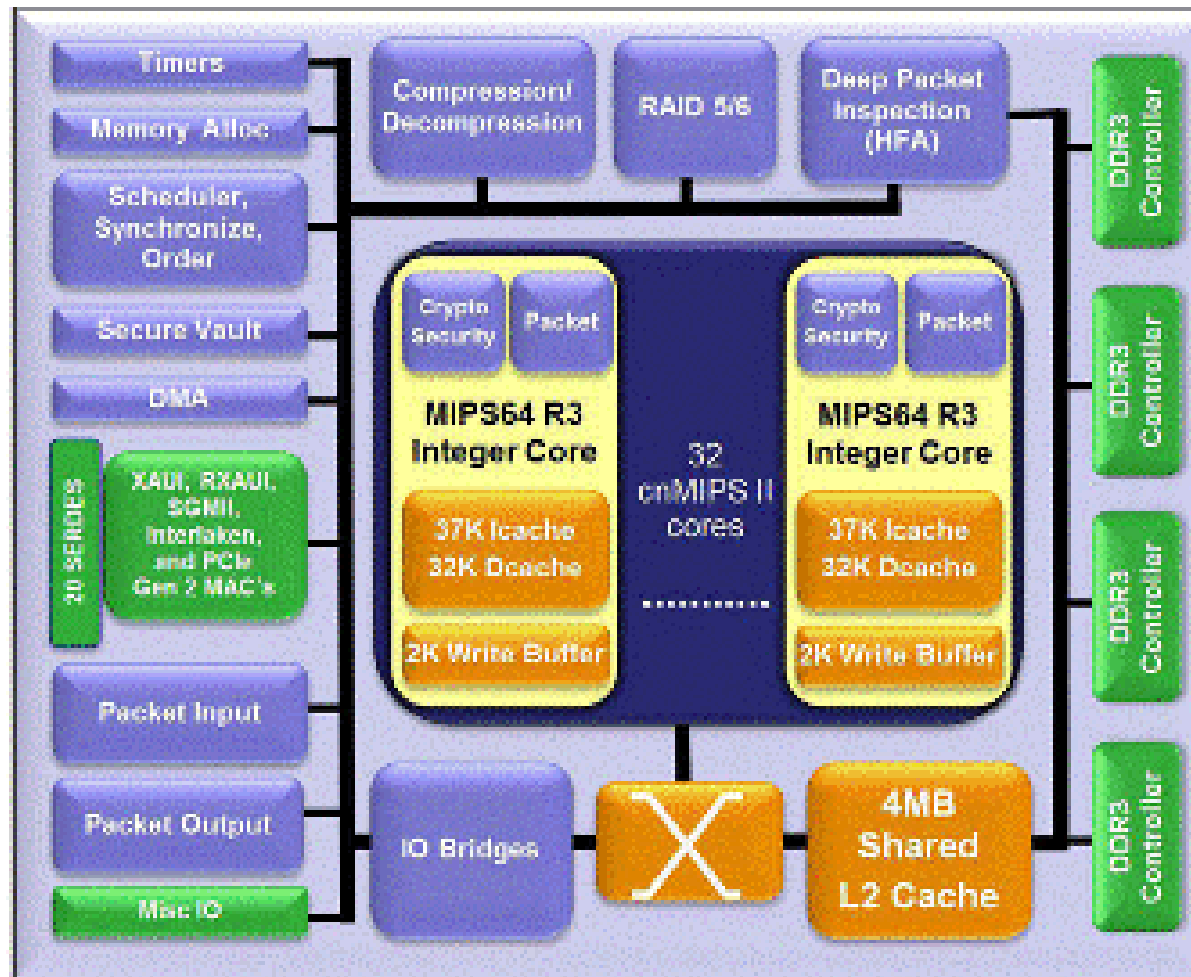 Timers
Memory Alloc
Scheduler,
Synchronize,
Order
Secure Vault
DMA
20 SERDES
XAUI, RXAUI,
SGMII,
Interlaken,
and PCIe
Gen 2 MAC's
Packet Input
Packet Output
Misc IO
Compression/
Decompression
RAID 5/6
Deep Packet
Inspection
(HFA)
Crypto
Security
Packet
MIPS64 R3
Integer Core
37K Icache
32K Dcache
2K Write Buffer
32
cnMIPS II
cores
Crypto
Security
Packet
MIPS64 R3
Integer Core
37K Icache
32K Dcache
2K Write Buffer
IO Bridges
4MB
Shared
L2 Cache
DDR3
Controller
DDR3
Controller
DDR3
Controller
DDR3
Controller